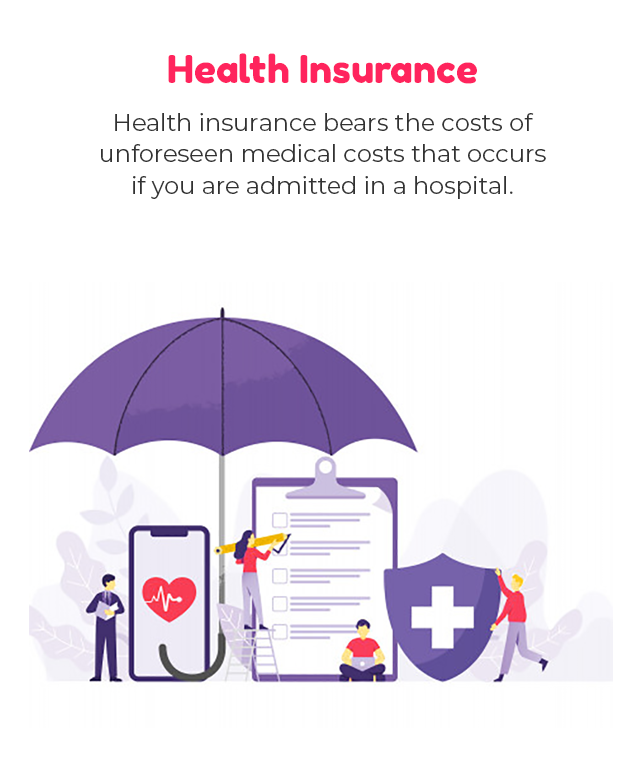 Health Insurance
Health insurance bears the costs of
unforeseen medical costs that occurs
if you are admitted in a hospital.